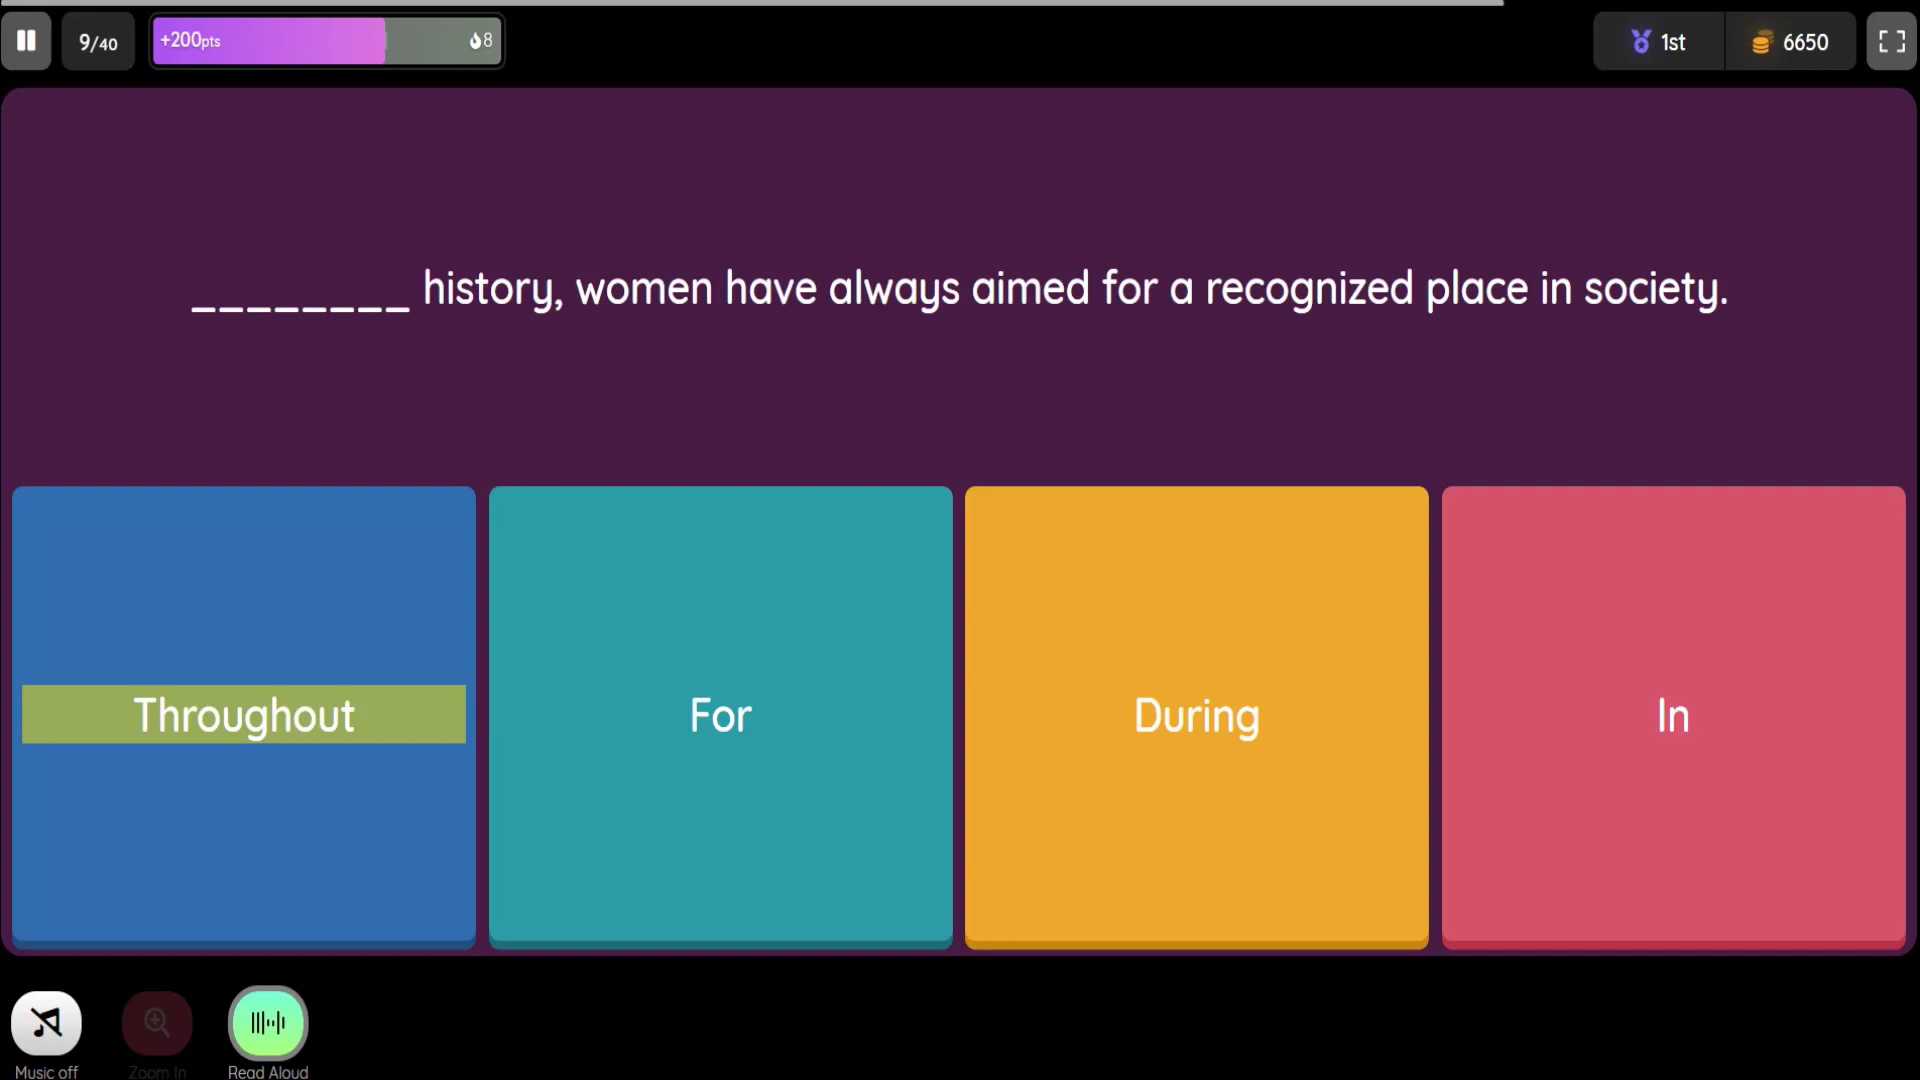 9/40
+200pts
8
1st
6650
________ history, women have always aimed for a recognized place in society.
Throughout
For
During
In
Music off
Zoom In
Read Aloud